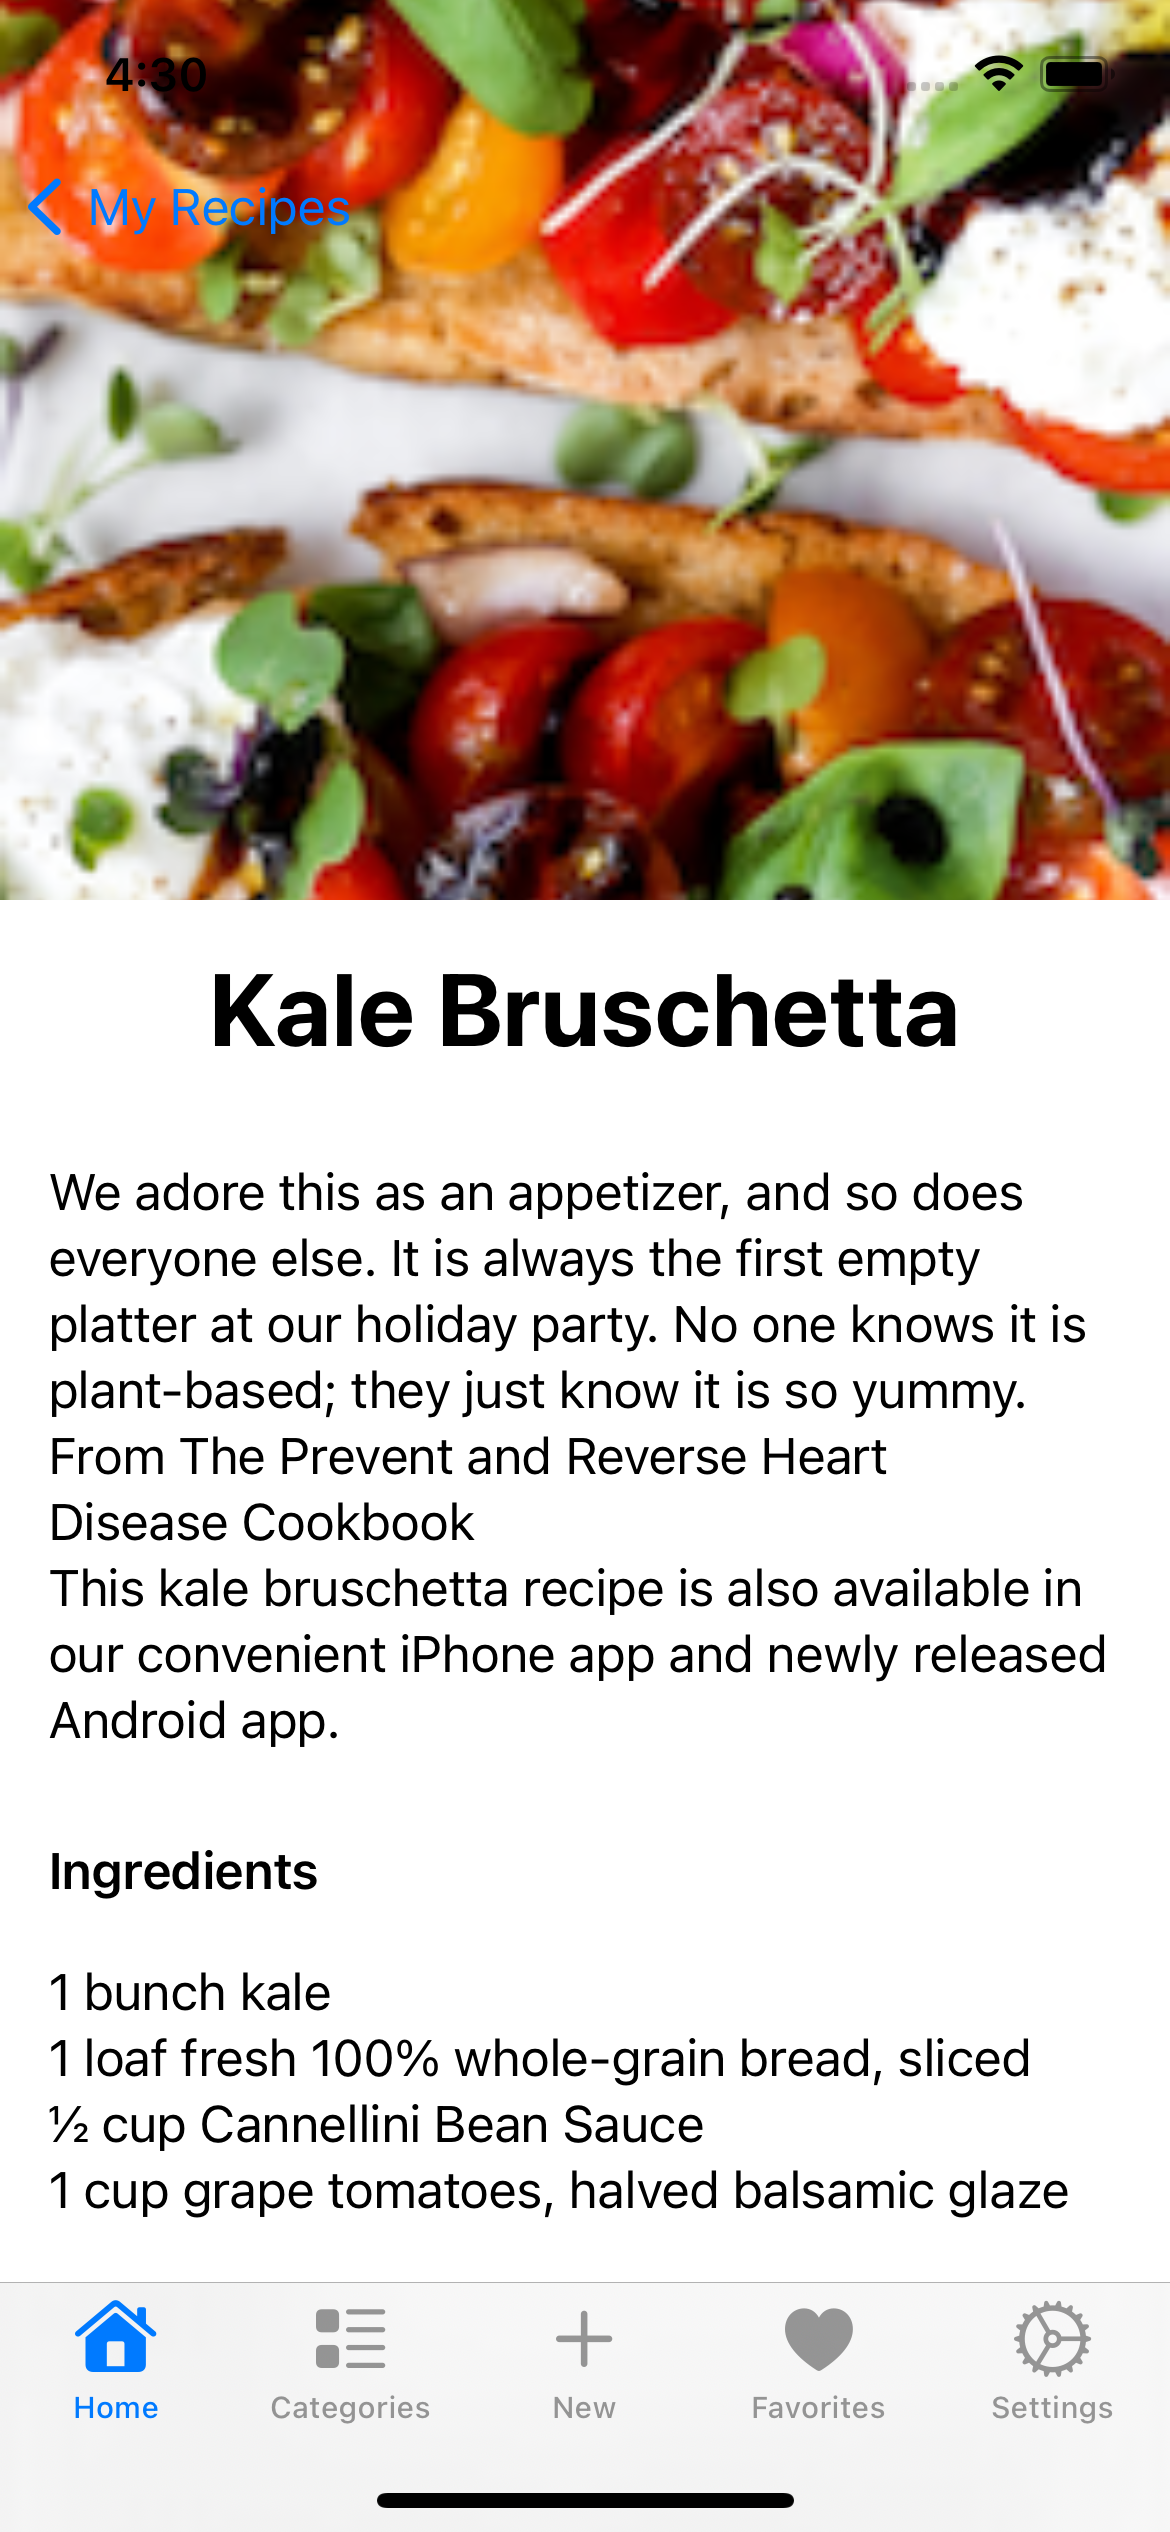 4:30
My Recipes
Kale Bruschetta
We adore this as an appetizer, and so does
everyone else. It is always the first empty
platter at our holiday party. No one knows it is
plant-based; they just know it is so yummy.
From The Prevent and Reverse Heart
Disease Cookbook
This kale bruschetta recipe is also available in
our convenient iPhone app and newly released
Android app.
Ingredients
1 bunch kale
1 loaf fresh 100% whole-grain bread, sliced
½ cup Cannellini Bean Sauce
1 cup grape tomatoes, halved balsamic glaze
Home Categories New Favorites Settings